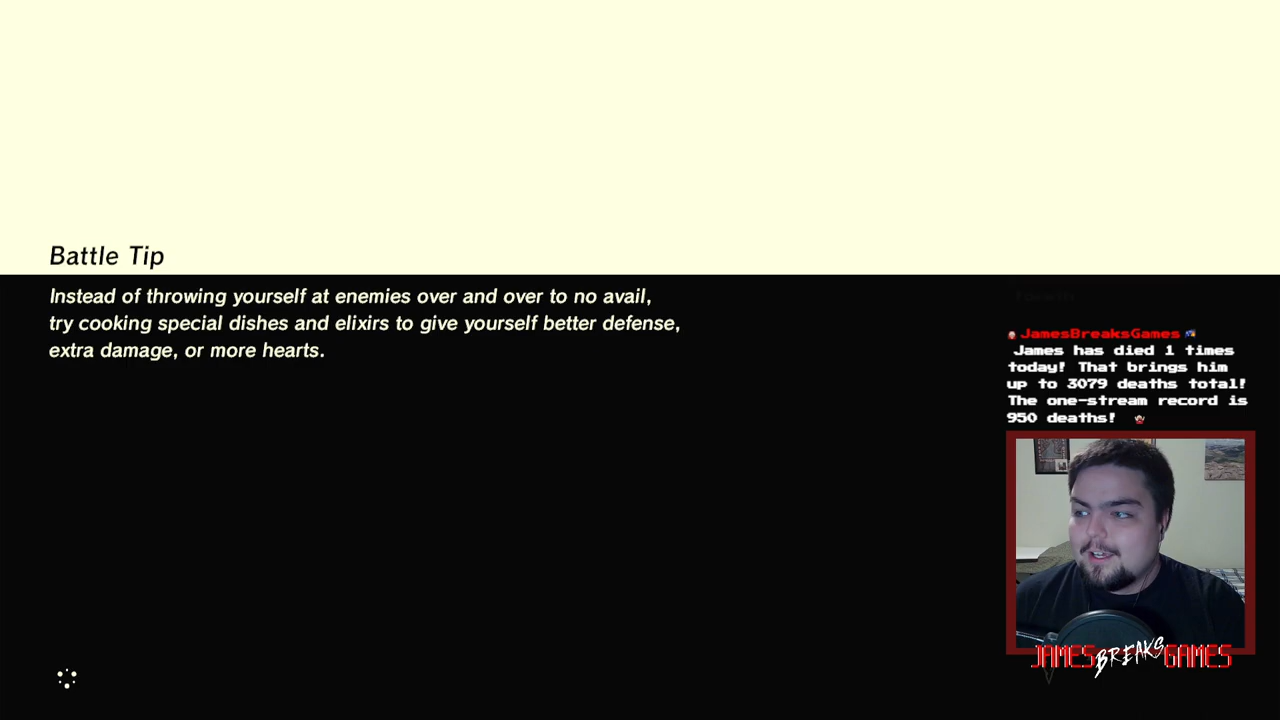 Battle Tip
Instead of throwing yourself at enemies over and over to no avail,
try cooking special dishes and elixirs to give yourself better defense,
extra damage, or more hearts.
JamesBreaksGames
James has died 1 times
today! That brings him
up to 3079 deaths total!
The one-stream record is
950 deaths!
JAMES BREAKS GAMES